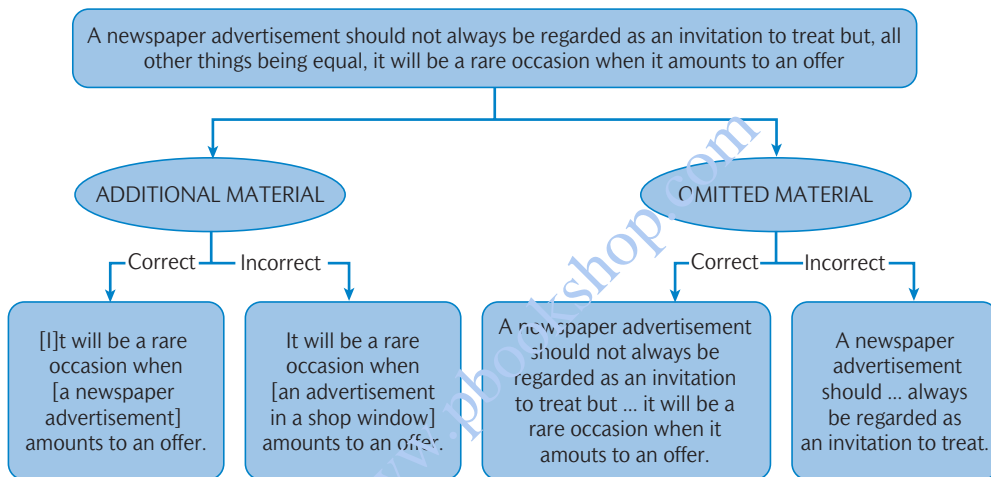 A newspaper advertisement should not always be regarded as an invitation to treat but, all
other things being equal, it will be a rare occasion when it amounts to an offer
ADDITIONAL MATERIAL
OMITTED MATERIAL
Correct
Incorrect
Correct
Incorrect
[I]t will be a rare
occasion when
[a newspaper
advertisement]
amounts to an offer.
It will be a rare
occasion when
[an advertisement
in a shop window]
amounts to an offer.
A newspaper advertisement
should not always be
regarded as an invitation
to treat but ... it will be a
rare occasion when it
amouts to an offer.
A newspaper
advertisement
should ... always
be regarded as
an invitation to treat.
www.pbookshop.com